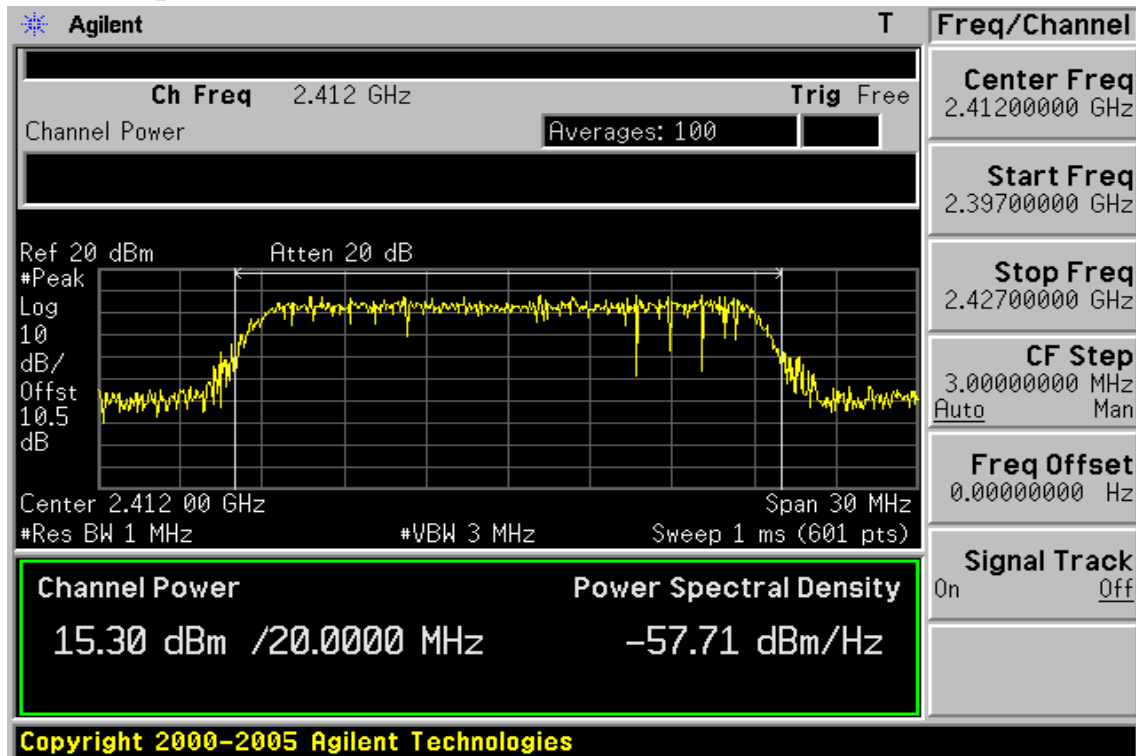 Agilent T
Ch Freq 2.412 GHz Trig Free
Channel Power Averages: 100
Ref 20 dBm Atten 20 dB
#Peak
Log
10
dB/
Offst
10.5
dB
Center 2.412 00 GHz Span 30 MHz
#Res BW 1 MHz #VBW 3 MHz Sweep 1 ms (601 pts)
Channel Power Power Spectral Density
15.30 dBm /20.0000 MHz -57.71 dBm/Hz
Copyright 2000-2005 Agilent Technologies
Freq/Channel
Center Freq
2.41200000 GHz
Start Freq
2.39700000 GHz
Stop Freq
2.42700000 GHz
CF Step
3.00000000 MHz
Auto Man
Freq Offset
0.00000000 Hz
Signal Track
On Off